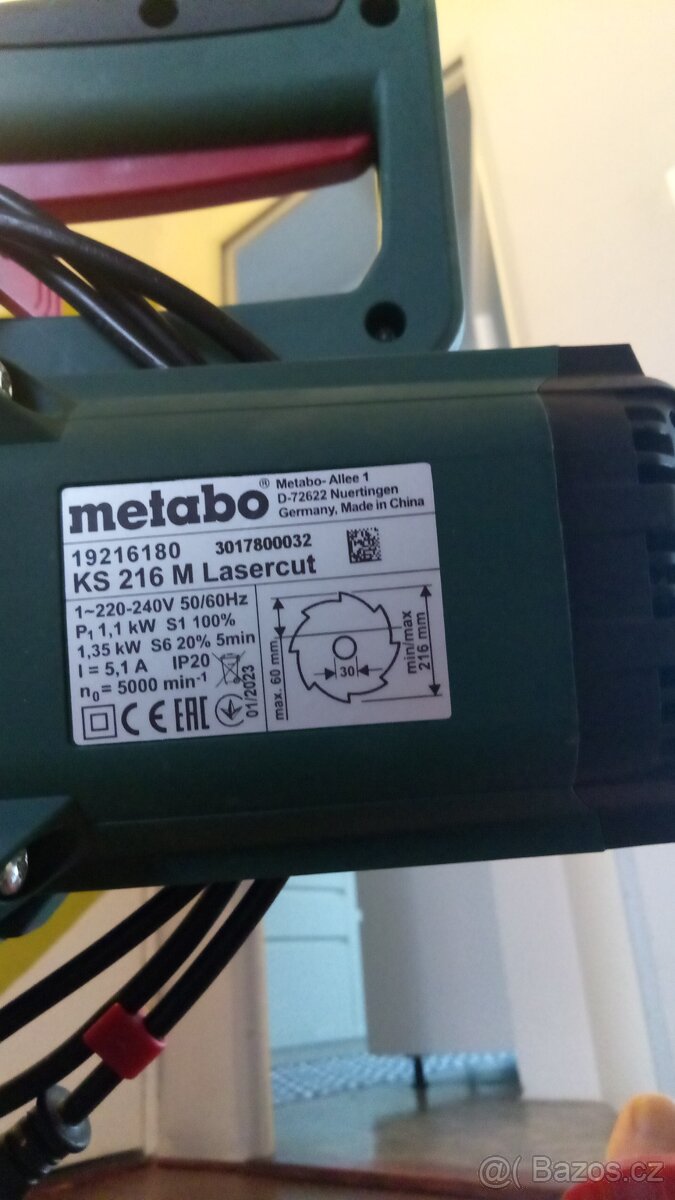 metabo®
Metabo- Allee 1
D-72622 Nuertingen
Germany, Made in China
19216180 3017800032
KS 216 M Lasercut
1~220-240V 50/60Hz
P₁ 1,1 kW S1 100%
1,35 kW S6 20% 5min
I = 5,1 A IP20
n₀ = 5000 min⁻¹
CE EAC
01/2023
max. 60 mm
30
min/max
216 mm
@( Bazos.cz